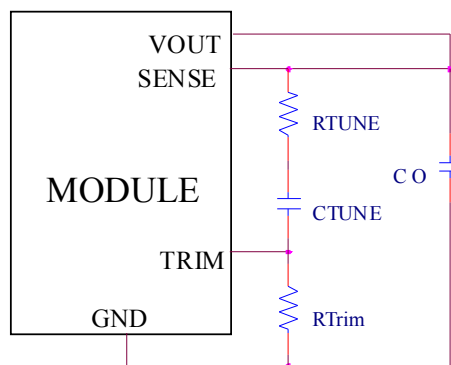 VOUT
SENSE
RTUNE
MODULE
CO
CTUNE
TRIM
GND
RTrim